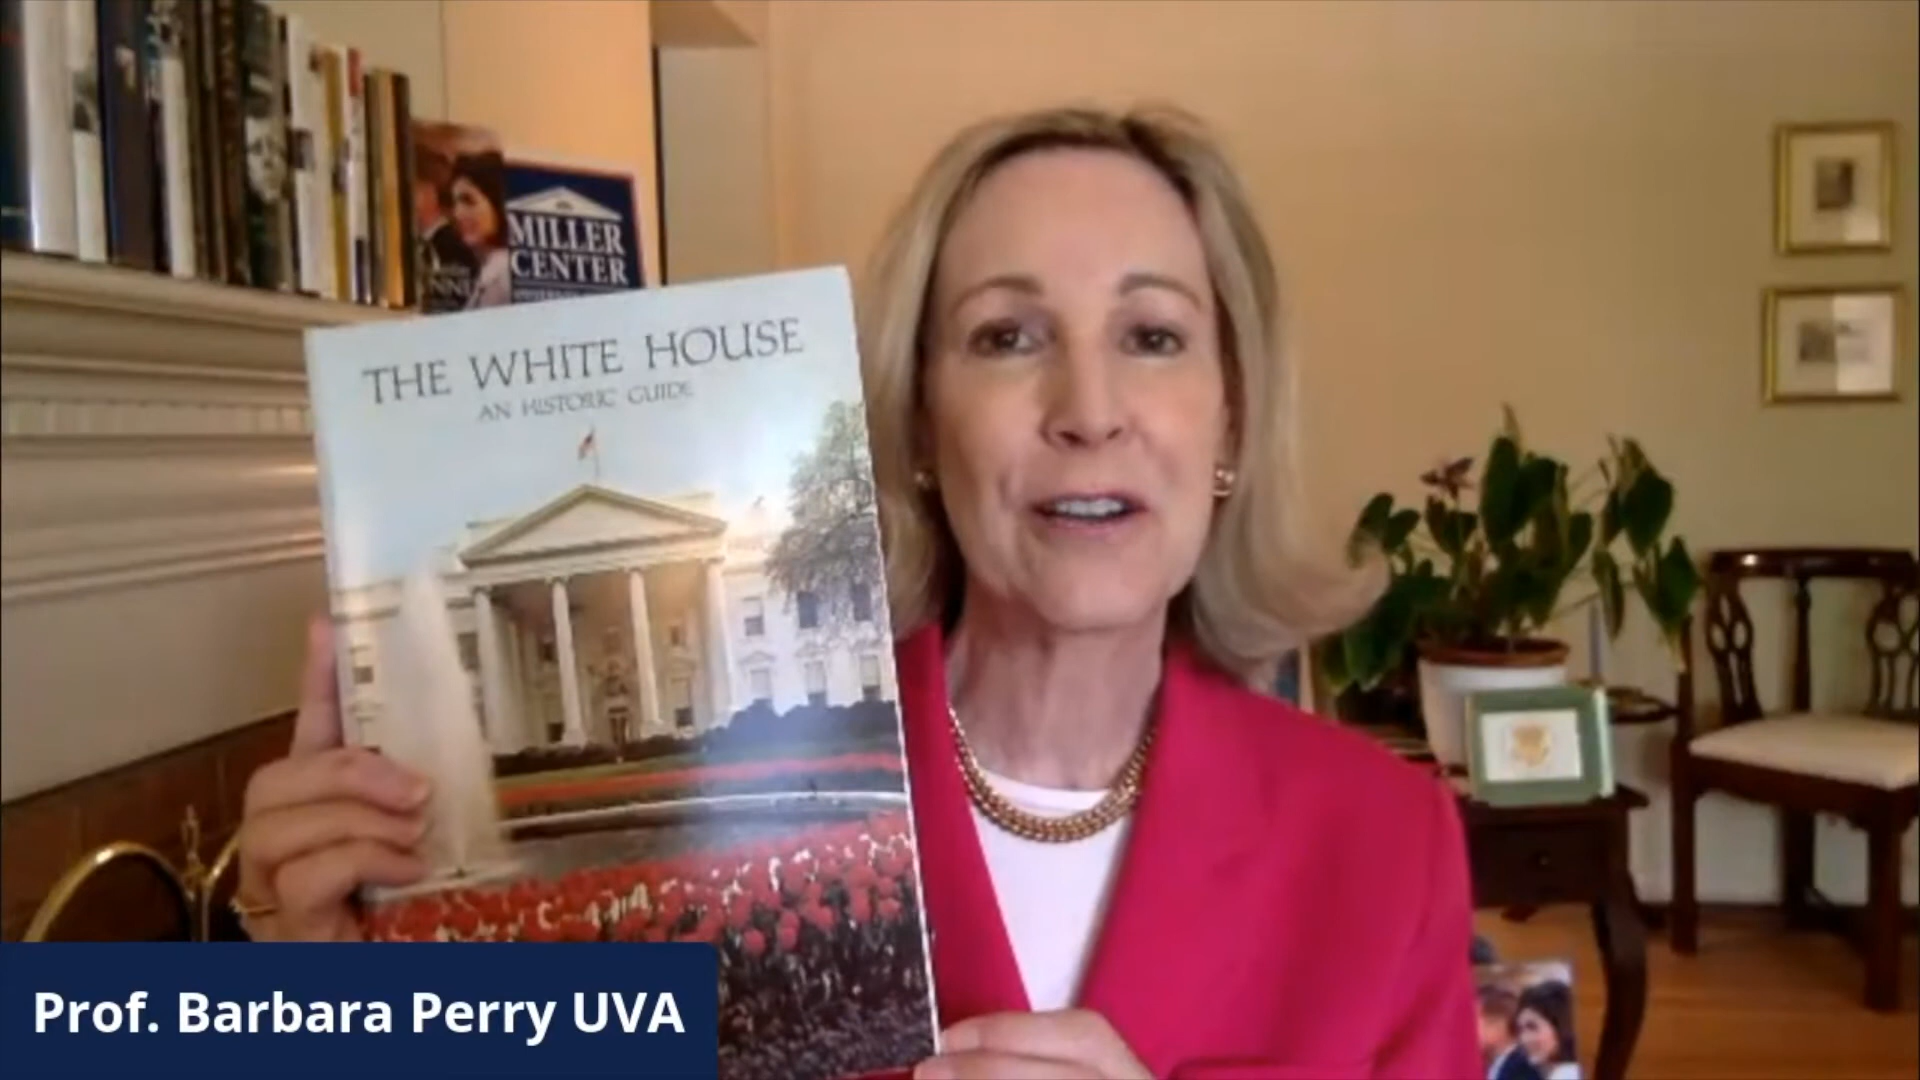 MILLER
CENTER
THE WHITE HOUSE
AN HISTORIC GUIDE
Prof. Barbara Perry UVA